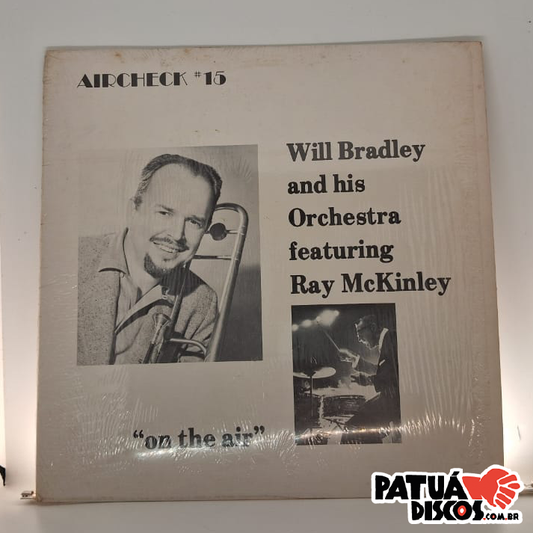 AIRCHECK #15
Will Bradley
and his
Orchestra
featuring
Ray McKinley
“on the air”
PATUÁ
DISCOS.COM.BR